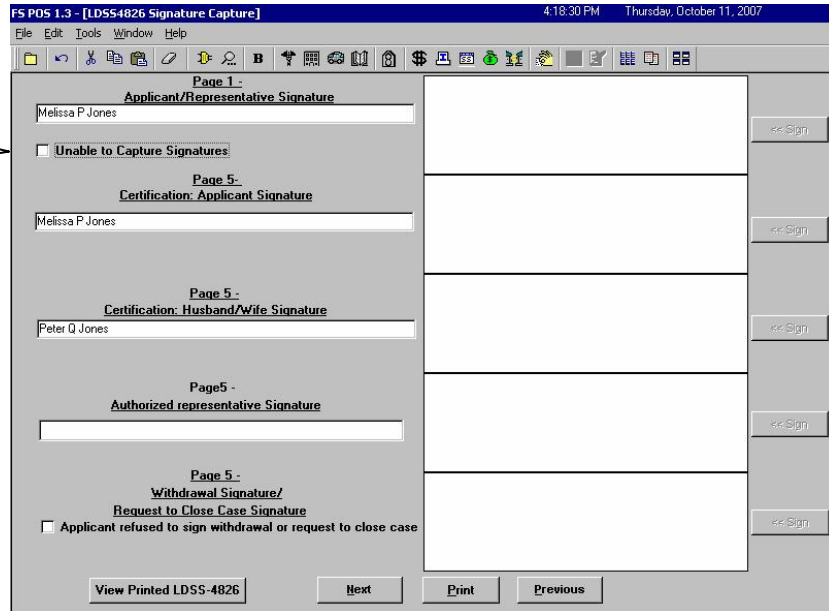 FS POS 1.3 - [LDSS4826 Signature Capture] 4:18:30 PM Thursday, October 11, 2007
File Edit Tools Window Help
B
Page 1 -
Applicant/Representative Signature
Melissa P Jones
<< Sign
Unable to Capture Signatures
Page 5-
Certification: Applicant Signature
Melissa P Jones
<< Sign
Page 5 -
Certification: Husband/Wife Signature
Peter Q Jones
<< Sign
Page5 -
Authorized representative Signature
<< Sign
Page 5 -
Withdrawal Signature/
Request to Close Case Signature
Applicant refused to sign withdrawal or request to close case
<< Sign
View Printed LDSS-4826 Next Print Previous